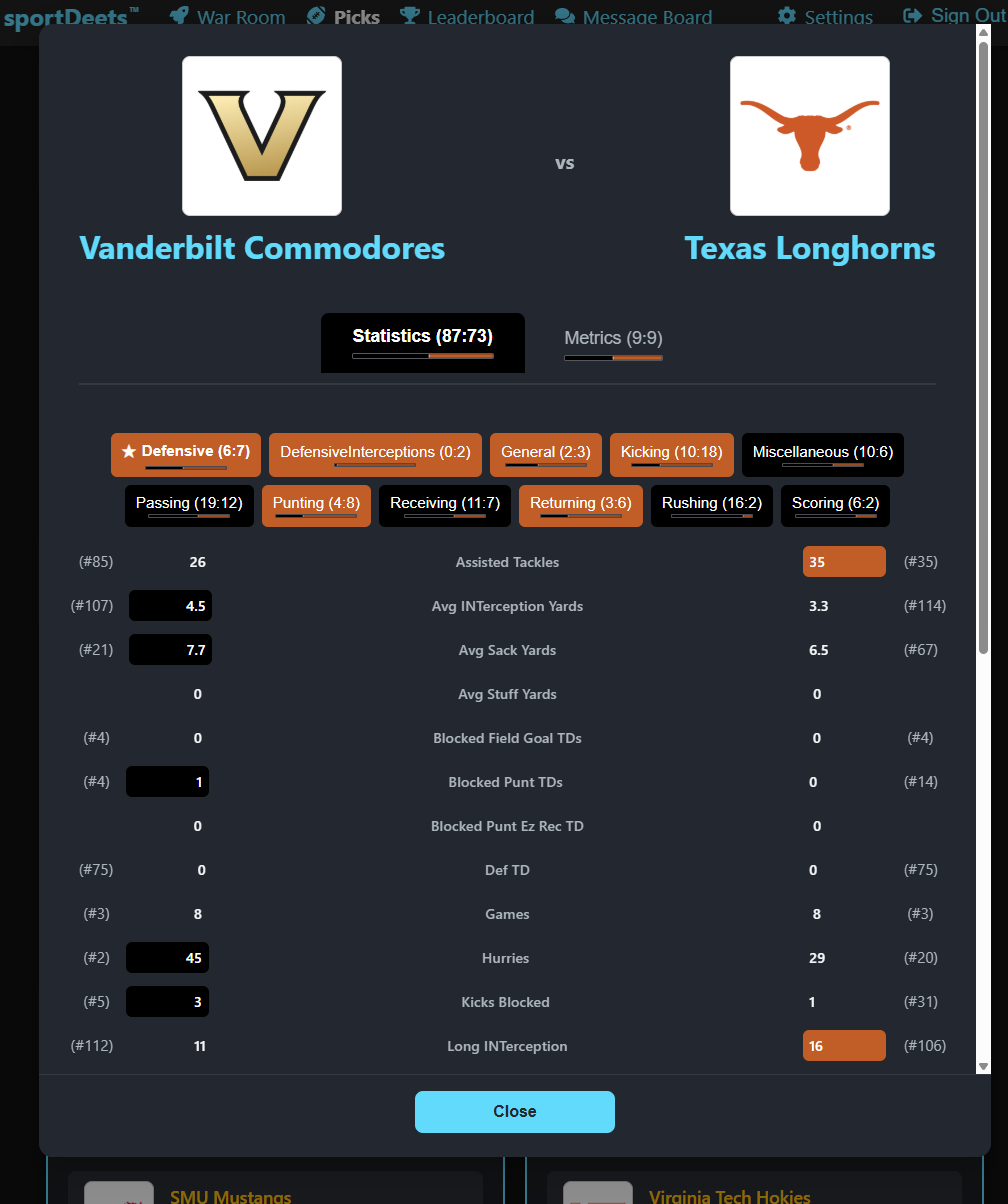 sportDeets™ War Room Picks Leaderboard Message Board Settings Sign Out
V
vs
Vanderbilt Commodores Texas Longhorns
Statistics (87:73) Metrics (9:9)
★ Defensive (6:7) DefensiveInterceptions (0:2) General (2:3) Kicking (10:18) Miscellaneous (10:6)
Passing (19:12) Punting (4:8) Receiving (11:7) Returning (3:6) Rushing (16:2) Scoring (6:2)
(#85) 26 Assisted Tackles 35 (#35)
(#107) 4.5 Avg INTerception Yards 3.3 (#114)
(#21) 7.7 Avg Sack Yards 6.5 (#67)
0 Avg Stuff Yards 0
(#4) 0 Blocked Field Goal TDs 0 (#4)
(#4) 1 Blocked Punt TDs 0 (#14)
0 Blocked Punt Ez Rec TD 0
(#75) 0 Def TD 0 (#75)
(#3) 8 Games 8 (#3)
(#2) 45 Hurries 29 (#20)
(#5) 3 Kicks Blocked 1 (#31)
(#112) 11 Long INTerception 16 (#106)
Close
SMU Mustangs Virginia Tech Hokies